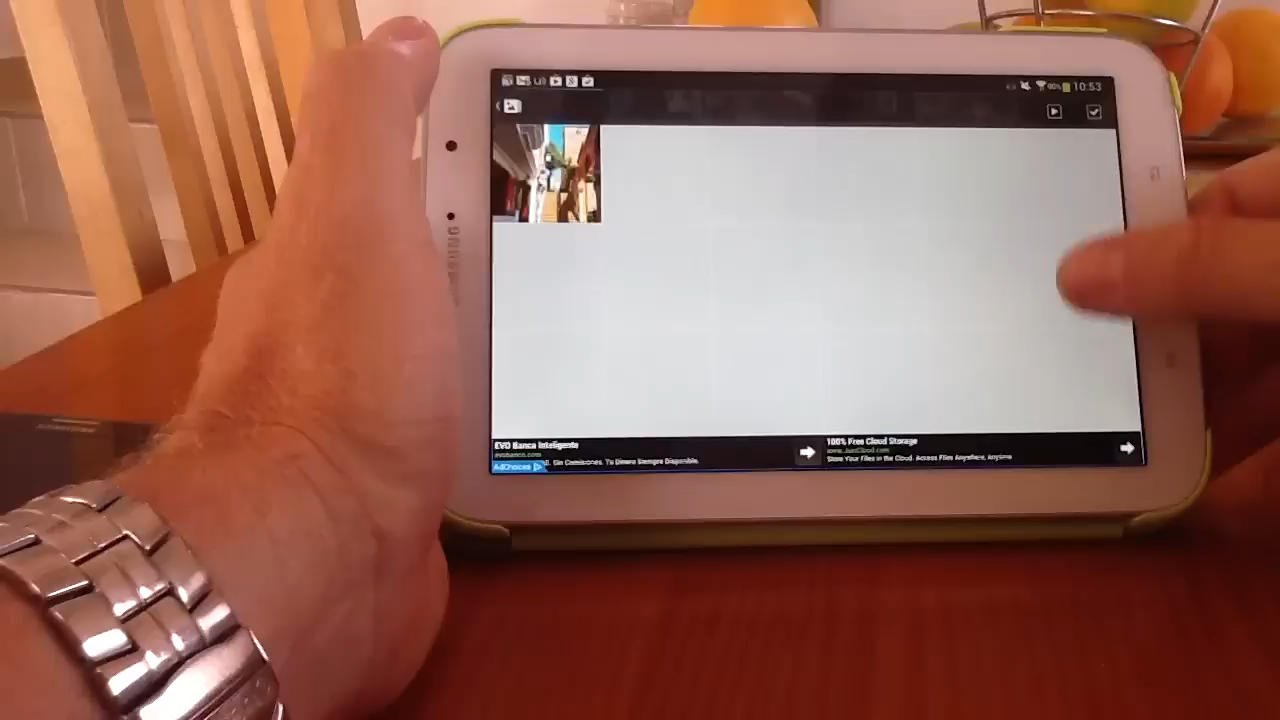 10:53
SAMSUNG
EVO Banca Inteligente
evobanco.com
Sin Comisiones. Tu Dinero Siempre Disponible.
AdChoices
100% Free Cloud Storage
www.JustCloud.com
Store Your Files in the Cloud. Access Files Anywhere, Anytime